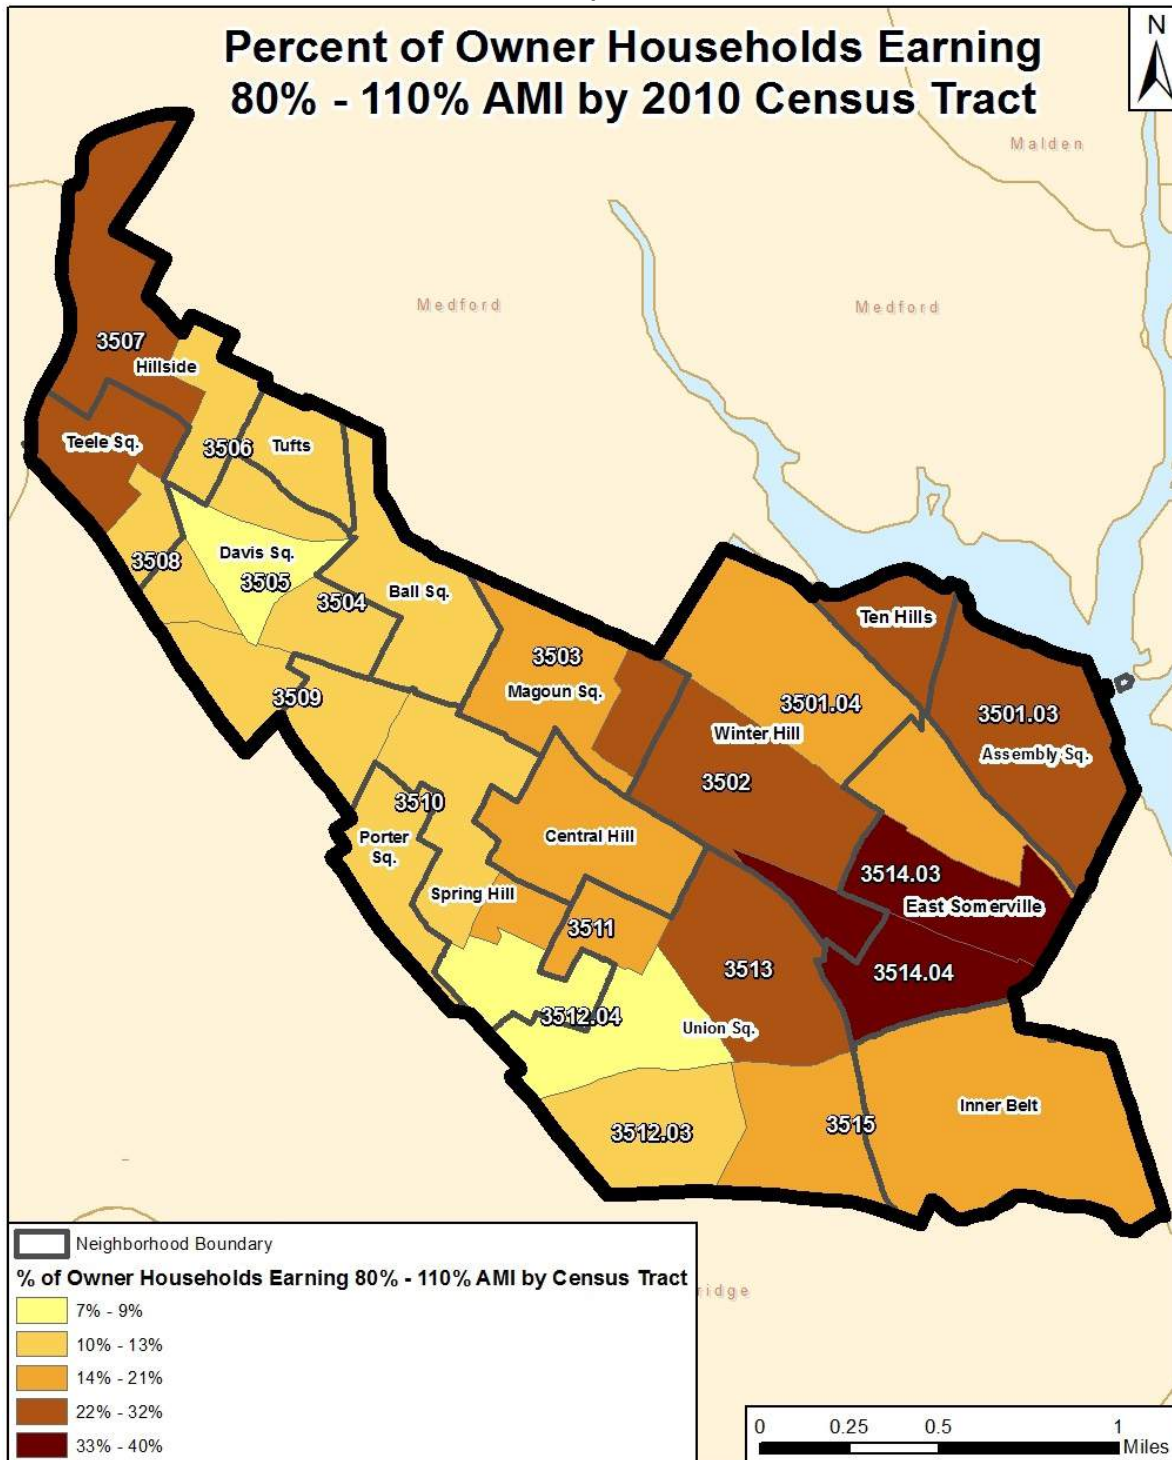 Percent of Owner Households Earning
80% - 110% AMI by 2010 Census Tract
N
Malden
Medford
Medford
3507
Hillside
Teele Sq.
3506
Tufts
3508
Davis Sq.
3505
3504
Ball Sq.
3503
Magoun Sq.
Ten Hills
3501.04
3501.03
Winter Hill
Assembly Sq.
3509
3502
3510
Porter
Sq.
Central Hill
3514.03
Spring Hill
East Somerville
3511
3513
3514.04
3512.04
Union Sq.
Inner Belt
3512.03
3515
ridge
Neighborhood Boundary
% of Owner Households Earning 80% - 110% AMI by Census Tract
7% - 9%
10% - 13%
14% - 21%
22% - 32%
33% - 40%
0 0.25 0.5 1
Miles